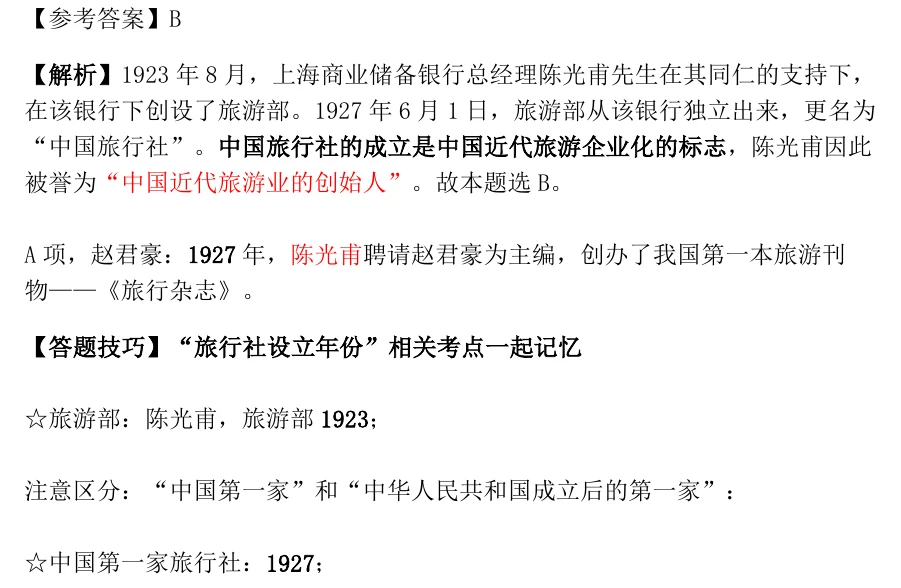 【参考答案】B
【解析】1923 年 8 月，上海商业储备银行总经理陈光甫先生在其同仁的支持下，
在该银行下创设了旅游部。1927 年 6 月 1 日，旅游部从该银行独立出来，更名为
“中国旅行社”。中国旅行社的成立是中国近代旅游企业化的标志，陈光甫因此
被誉为“中国近代旅游业的创始人”。故本题选 B。
A 项，赵君豪：1927 年，陈光甫聘请赵君豪为主编，创办了我国第一本旅游刊
物——《旅行杂志》。
【答题技巧】“旅行社设立年份”相关考点一起记忆
☆旅游部：陈光甫，旅游部 1923；
注意区分：“中国第一家”和“中华人民共和国成立后的第一家”：
☆中国第一家旅行社：1927；